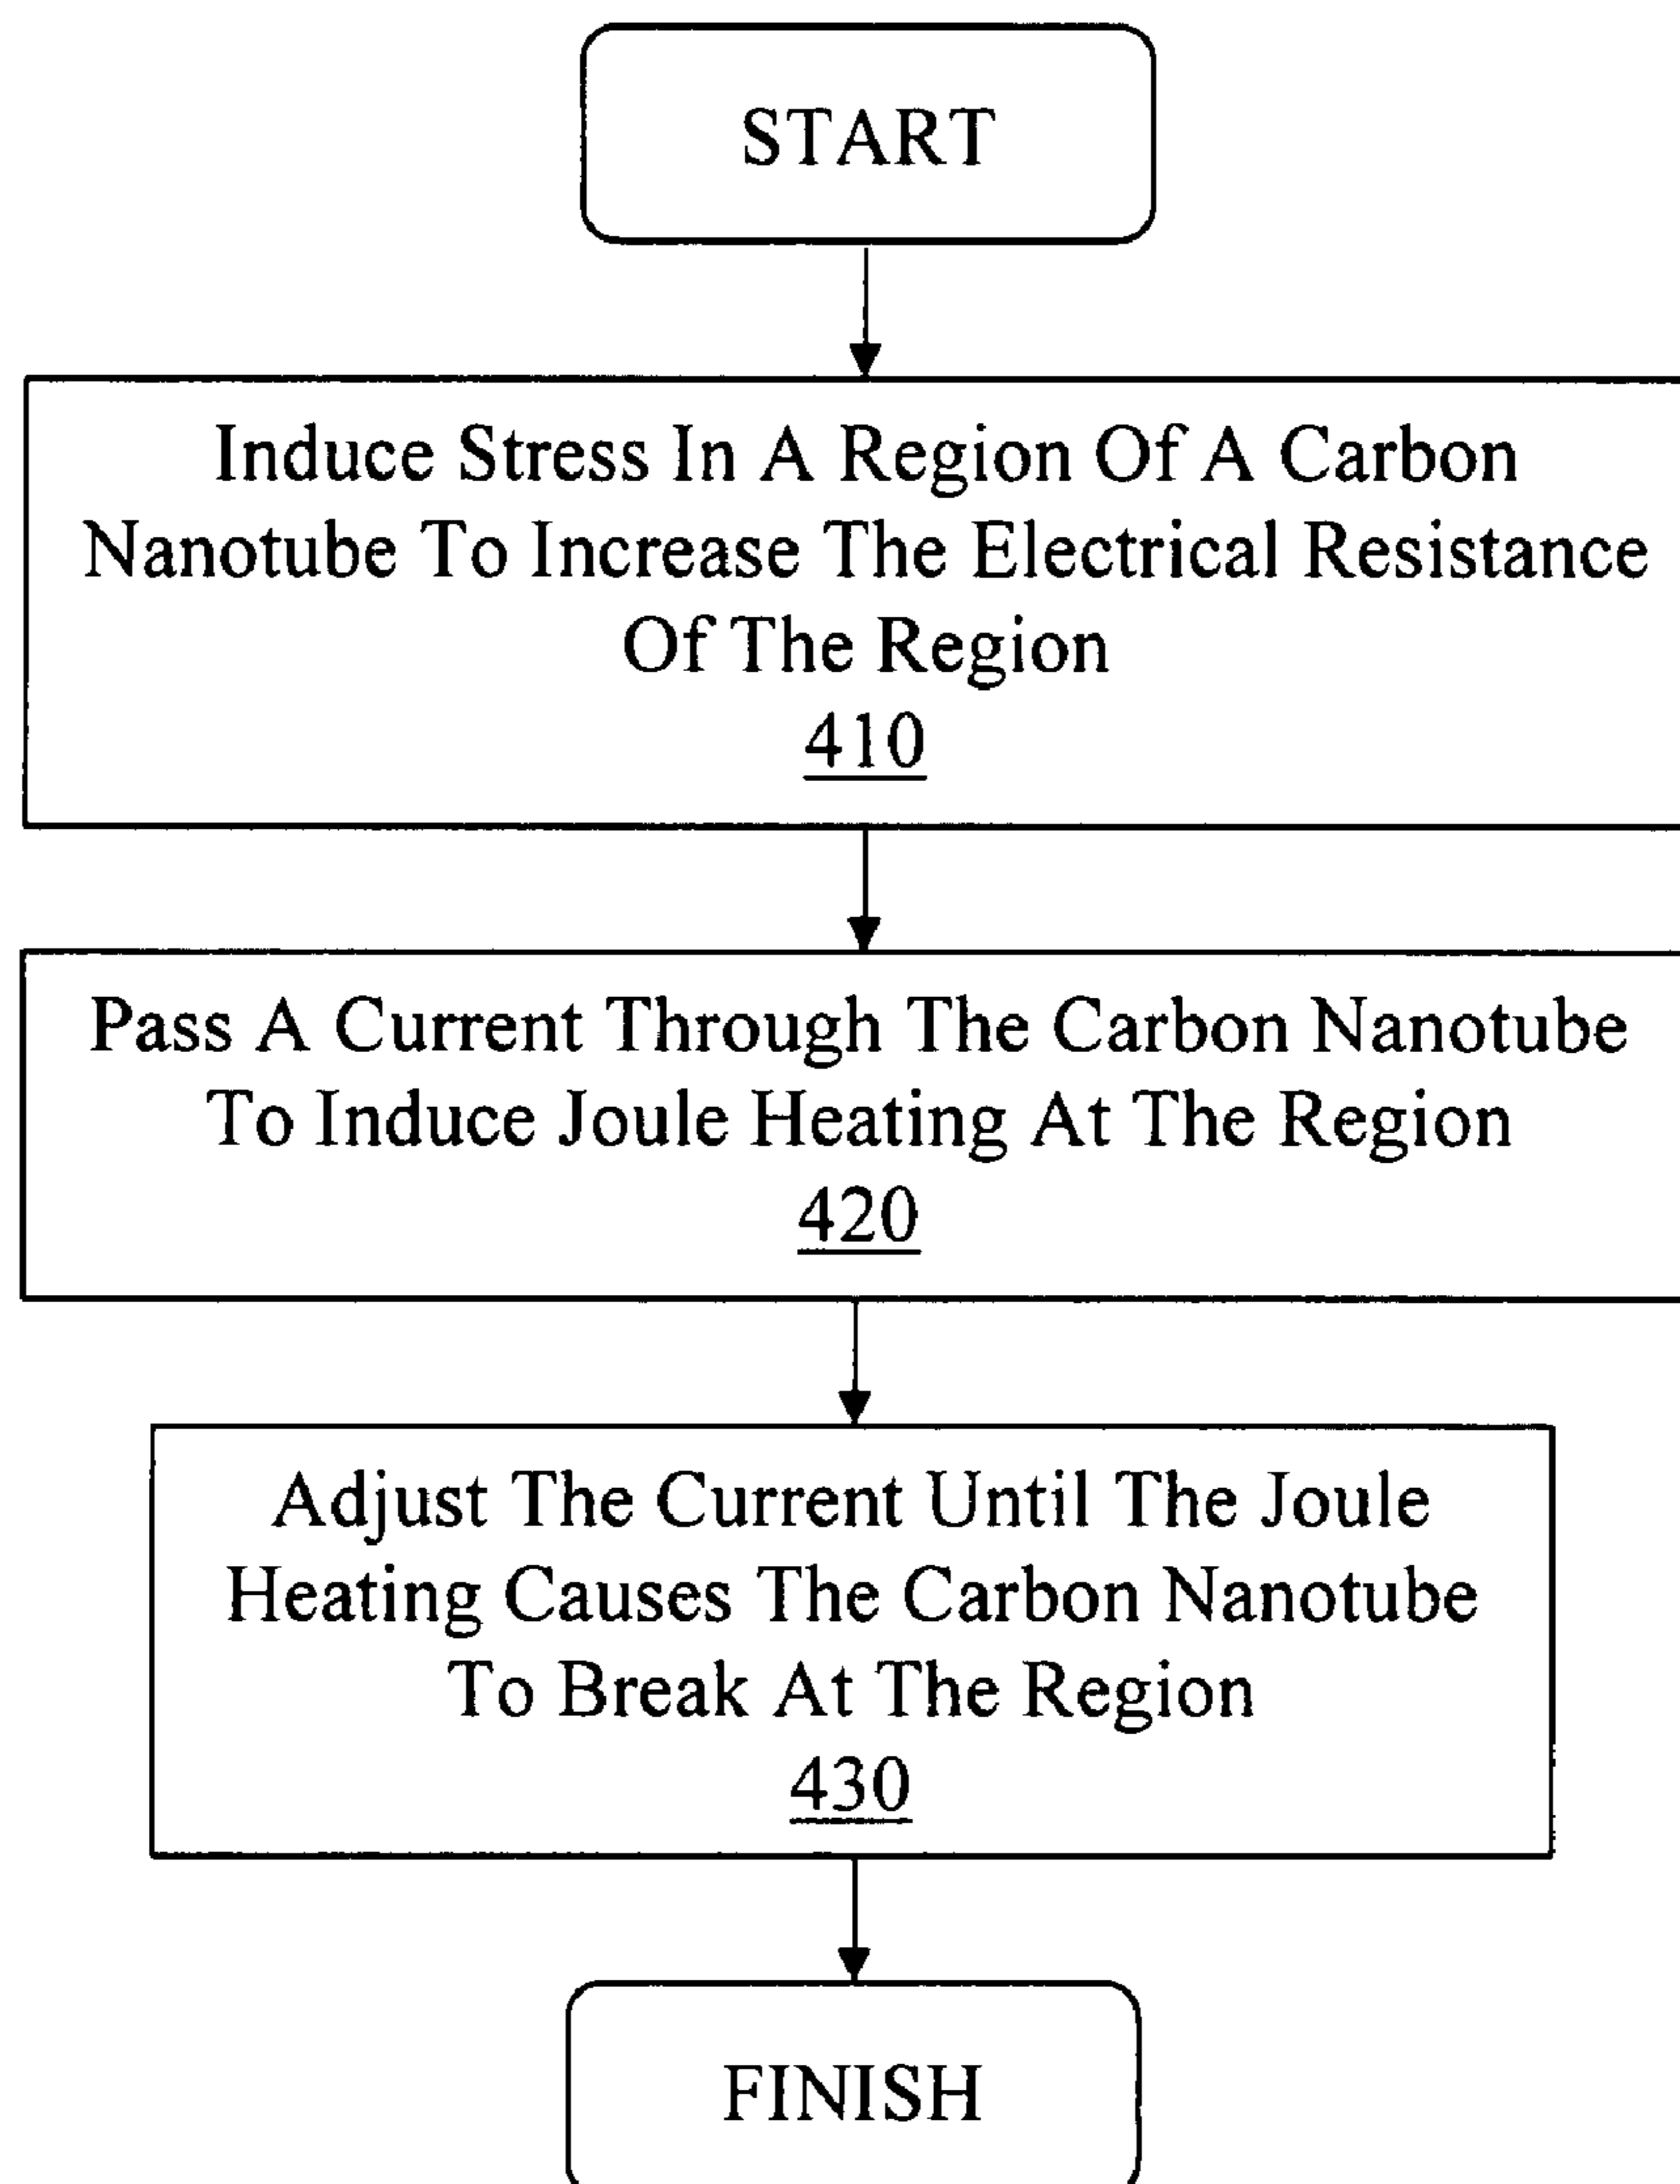 START
Induce Stress In A Region Of A Carbon
Nanotube To Increase The Electrical Resistance
Of The Region
410
Pass A Current Through The Carbon Nanotube
To Induce Joule Heating At The Region
420
Adjust The Current Until The Joule
Heating Causes The Carbon Nanotube
To Break At The Region
430
FINISH